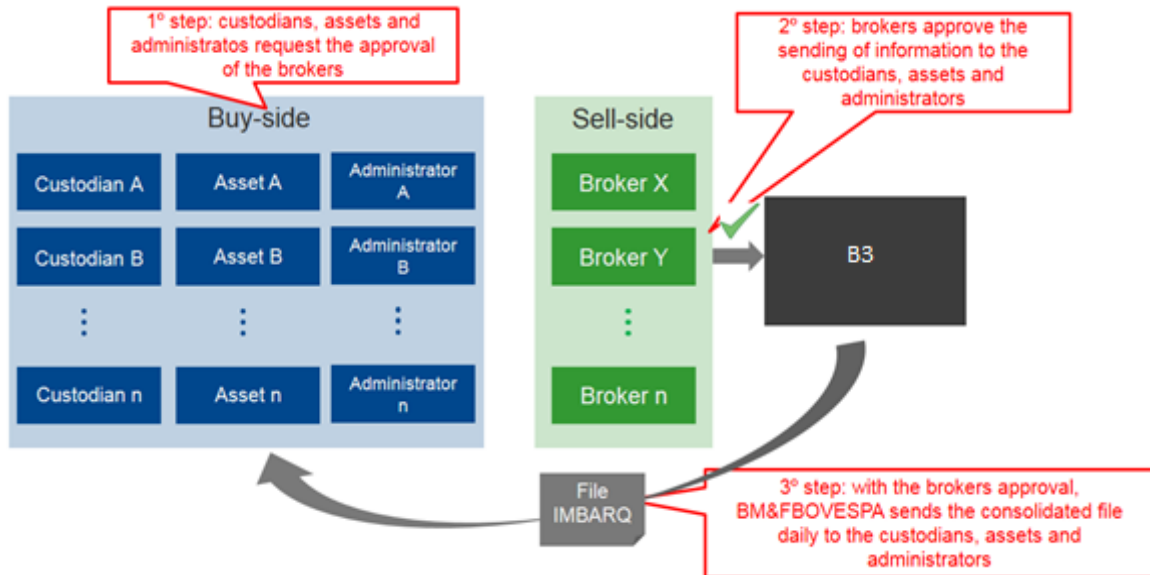 1º step: custodians, assets and
administratos request the approval
of the brokers
2º step: brokers approve the
sending of information to the
custodians, assets and
administrators
Buy-side
Custodian A
Asset A
Administrator
A
Custodian B
Asset B
Administrator
B
Custodian n
Asset n
Administrator
n
Sell-side
Broker X
Broker Y
Broker n
B3
File
IMBARQ
3º step: with the brokers approval,
BM&FBOVESPA sends the consolidated file
daily to the custodians, assets and
administrators